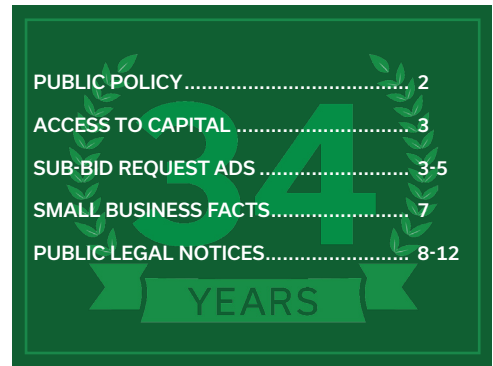 PUBLIC POLICY....................................... 2
ACCESS TO CAPITAL .............................. 3
SUB-BID REQUEST ADS .......................... 3-5
SMALL BUSINESS FACTS........................ 7
PUBLIC LEGAL NOTICES......................... 8-12
34
YEARS